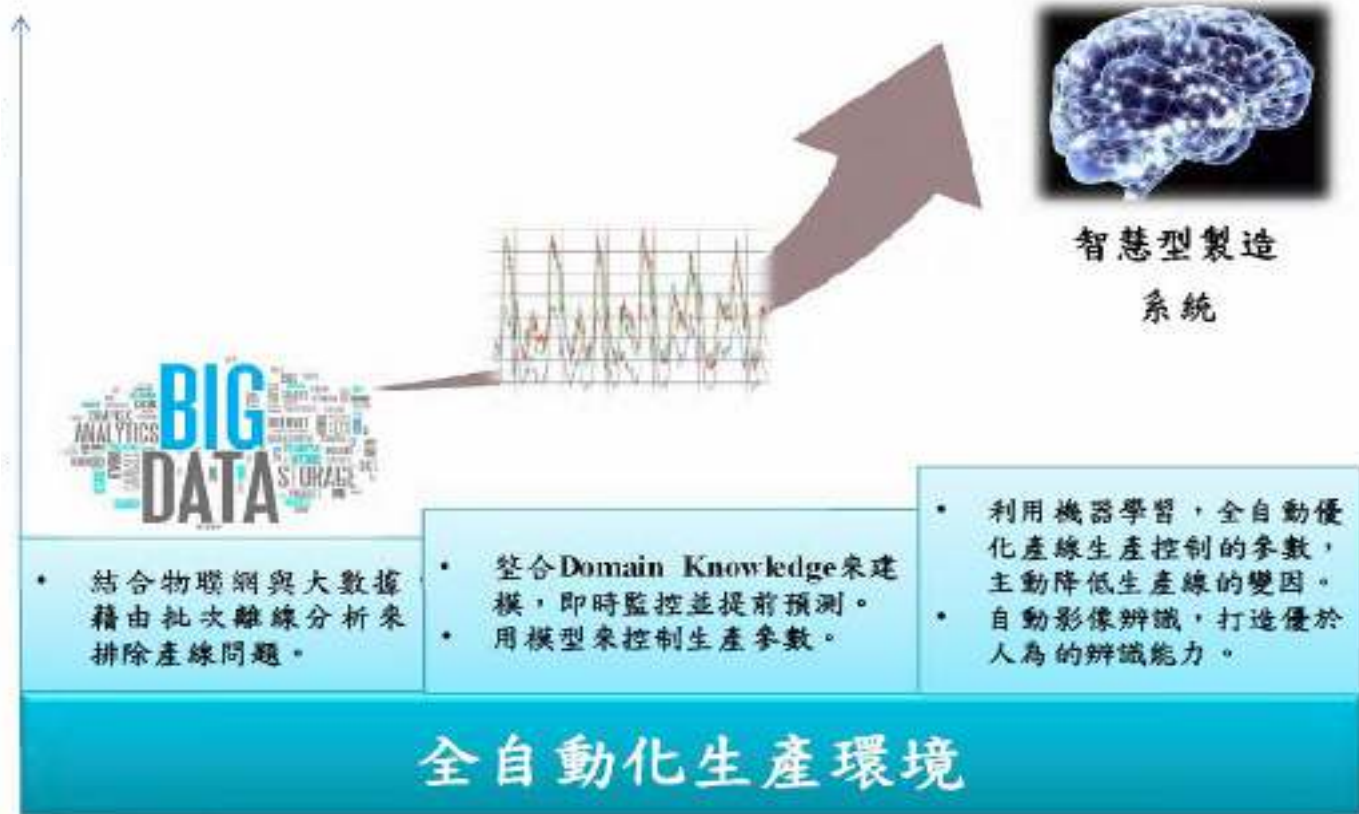 智慧型製造
系統
BIG
DATA
ANALYTICS
STORAGE
• 結合物聯網與大數據
藉由批次離線分析來
排除產線問題。
• 整合Domain Knowledge來建
模，即時監控並提前預測。
• 用模型來控制生產參數。
• 利用機器學習，全自動優
化產線生產控制的參數，
主動降低生產線的變因。
• 自動影像辨識，打造優於
人為的辨識能力。
全自動化生產環境